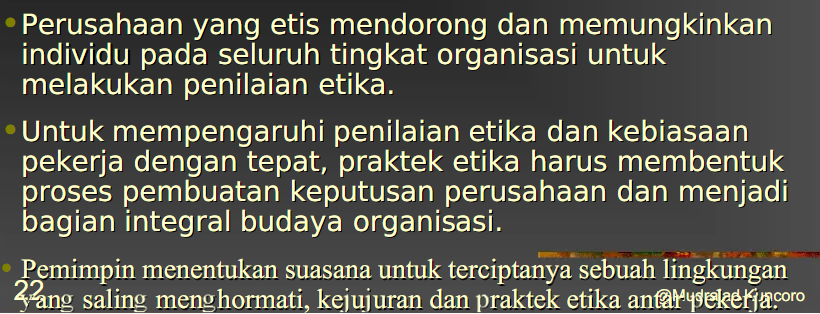 Perusahaan yang etis mendorong dan memungkinkan
individu pada seluruh tingkat organisasi untuk
melakukan penilaian etika.
Untuk mempengaruhi penilaian etika dan kebiasaan
pekerja dengan tepat, praktek etika harus membentuk
proses pembuatan keputusan perusahaan dan menjadi
bagian integral budaya organisasi.
Pemimpin menentukan suasana untuk terciptanya sebuah lingkungan
yang saling menghormati, kejujuran dan praktek etika antar pekerja.
22
@Mudrajad Kuncoro